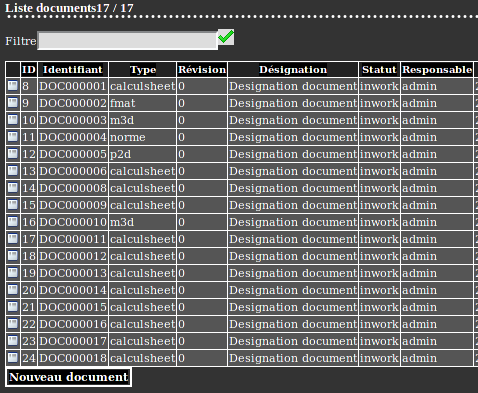 Liste documents17 / 17
Filtre
ID Identifiant Type Révision Désignation Statut Responsable
8 DOC000001 calculsheet 0 Designation document inwork admin
9 DOC000002 fmat 0 Designation document inwork admin
10 DOC000003 m3d 0 Designation document inwork admin
11 DOC000004 norme 0 Designation document inwork admin
12 DOC000005 p2d 0 Designation document inwork admin
13 DOC000006 calculsheet 0 Designation document inwork admin
14 DOC000008 calculsheet 0 Designation document inwork admin
15 DOC000009 calculsheet 0 Designation document inwork admin
16 DOC000010 m3d 0 Designation document inwork admin
17 DOC000011 calculsheet 0 Designation document inwork admin
18 DOC000012 calculsheet 0 Designation document inwork admin
19 DOC000013 calculsheet 0 Designation document inwork admin
20 DOC000014 calculsheet 0 Designation document inwork admin
21 DOC000015 calculsheet 0 Designation document inwork admin
22 DOC000016 calculsheet 0 Designation document inwork admin
23 DOC000017 calculsheet 0 Designation document inwork admin
24 DOC000018 calculsheet 0 Designation document inwork admin
Nouveau document